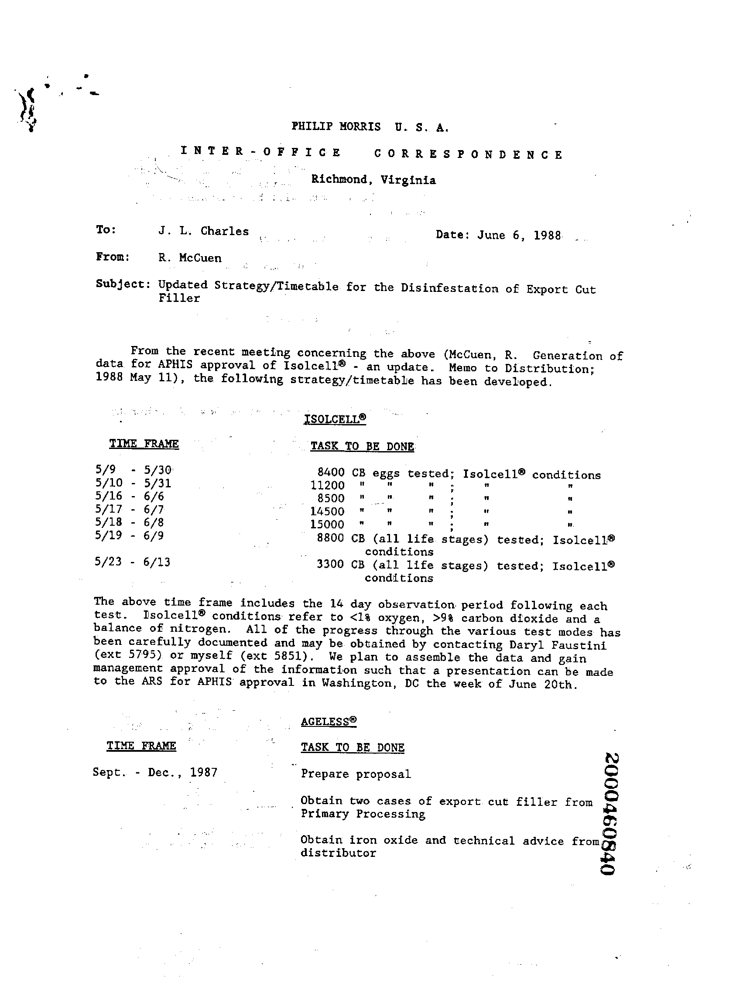 PHILIP MORRIS U. S. A.
INTER-OFFICE CORRESPONDENCE
Richmond, Virginia
To: J. L. Charles Date: June 6, 1988
From: R. McCuen
Subject: Updated Strategy/Timetable for the Disinfestation of Export Cut
Filler
From the recent meeting concerning the above (McCuen, R. Generation of
data for APHIS approval of Isolcell® - an update. Memo to Distribution;
1988 May 11), the following strategy/timetable has been developed.
ISOLCELL®
TIME FRAME TASK TO BE DONE
5/9 - 5/30 8400 CB eggs tested; Isolcell® conditions
5/10 - 5/31 11200 " " " ; " "
5/16 - 6/6 8500 " " " ; " "
5/17 - 6/7 14500 " " " ; " "
5/18 - 6/8 15000 " " " ; " "
5/19 - 6/9 8800 CB (all life stages) tested; Isolcell®
conditions
5/23 - 6/13 3300 CB (all life stages) tested; Isolcell®
conditions
The above time frame includes the 14 day observation period following each
test. Isolcell® conditions refer to <1% oxygen, >9% carbon dioxide and a
balance of nitrogen. All of the progress through the various test modes has
been carefully documented and may be obtained by contacting Daryl Faustini
(ext 5795) or myself (ext 5851). We plan to assemble the data and gain
management approval of the information such that a presentation can be made
to the ARS for APHIS approval in Washington, DC the week of June 20th.
AGELESS®
TIME FRAME TASK TO BE DONE
Sept. - Dec., 1987 Prepare proposal
Obtain two cases of export cut filler from
Primary Processing
Obtain iron oxide and technical advice from
distributor
2000460840